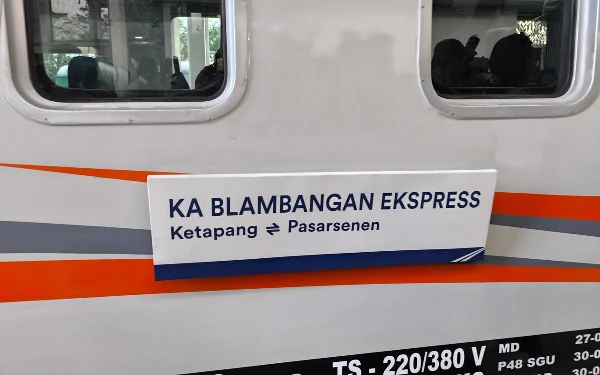 KA BLAMBANGAN EKSPRESS
Ketapang ⇌ Pasarsenen
TS - 220/380 V
MD
P48 SGU